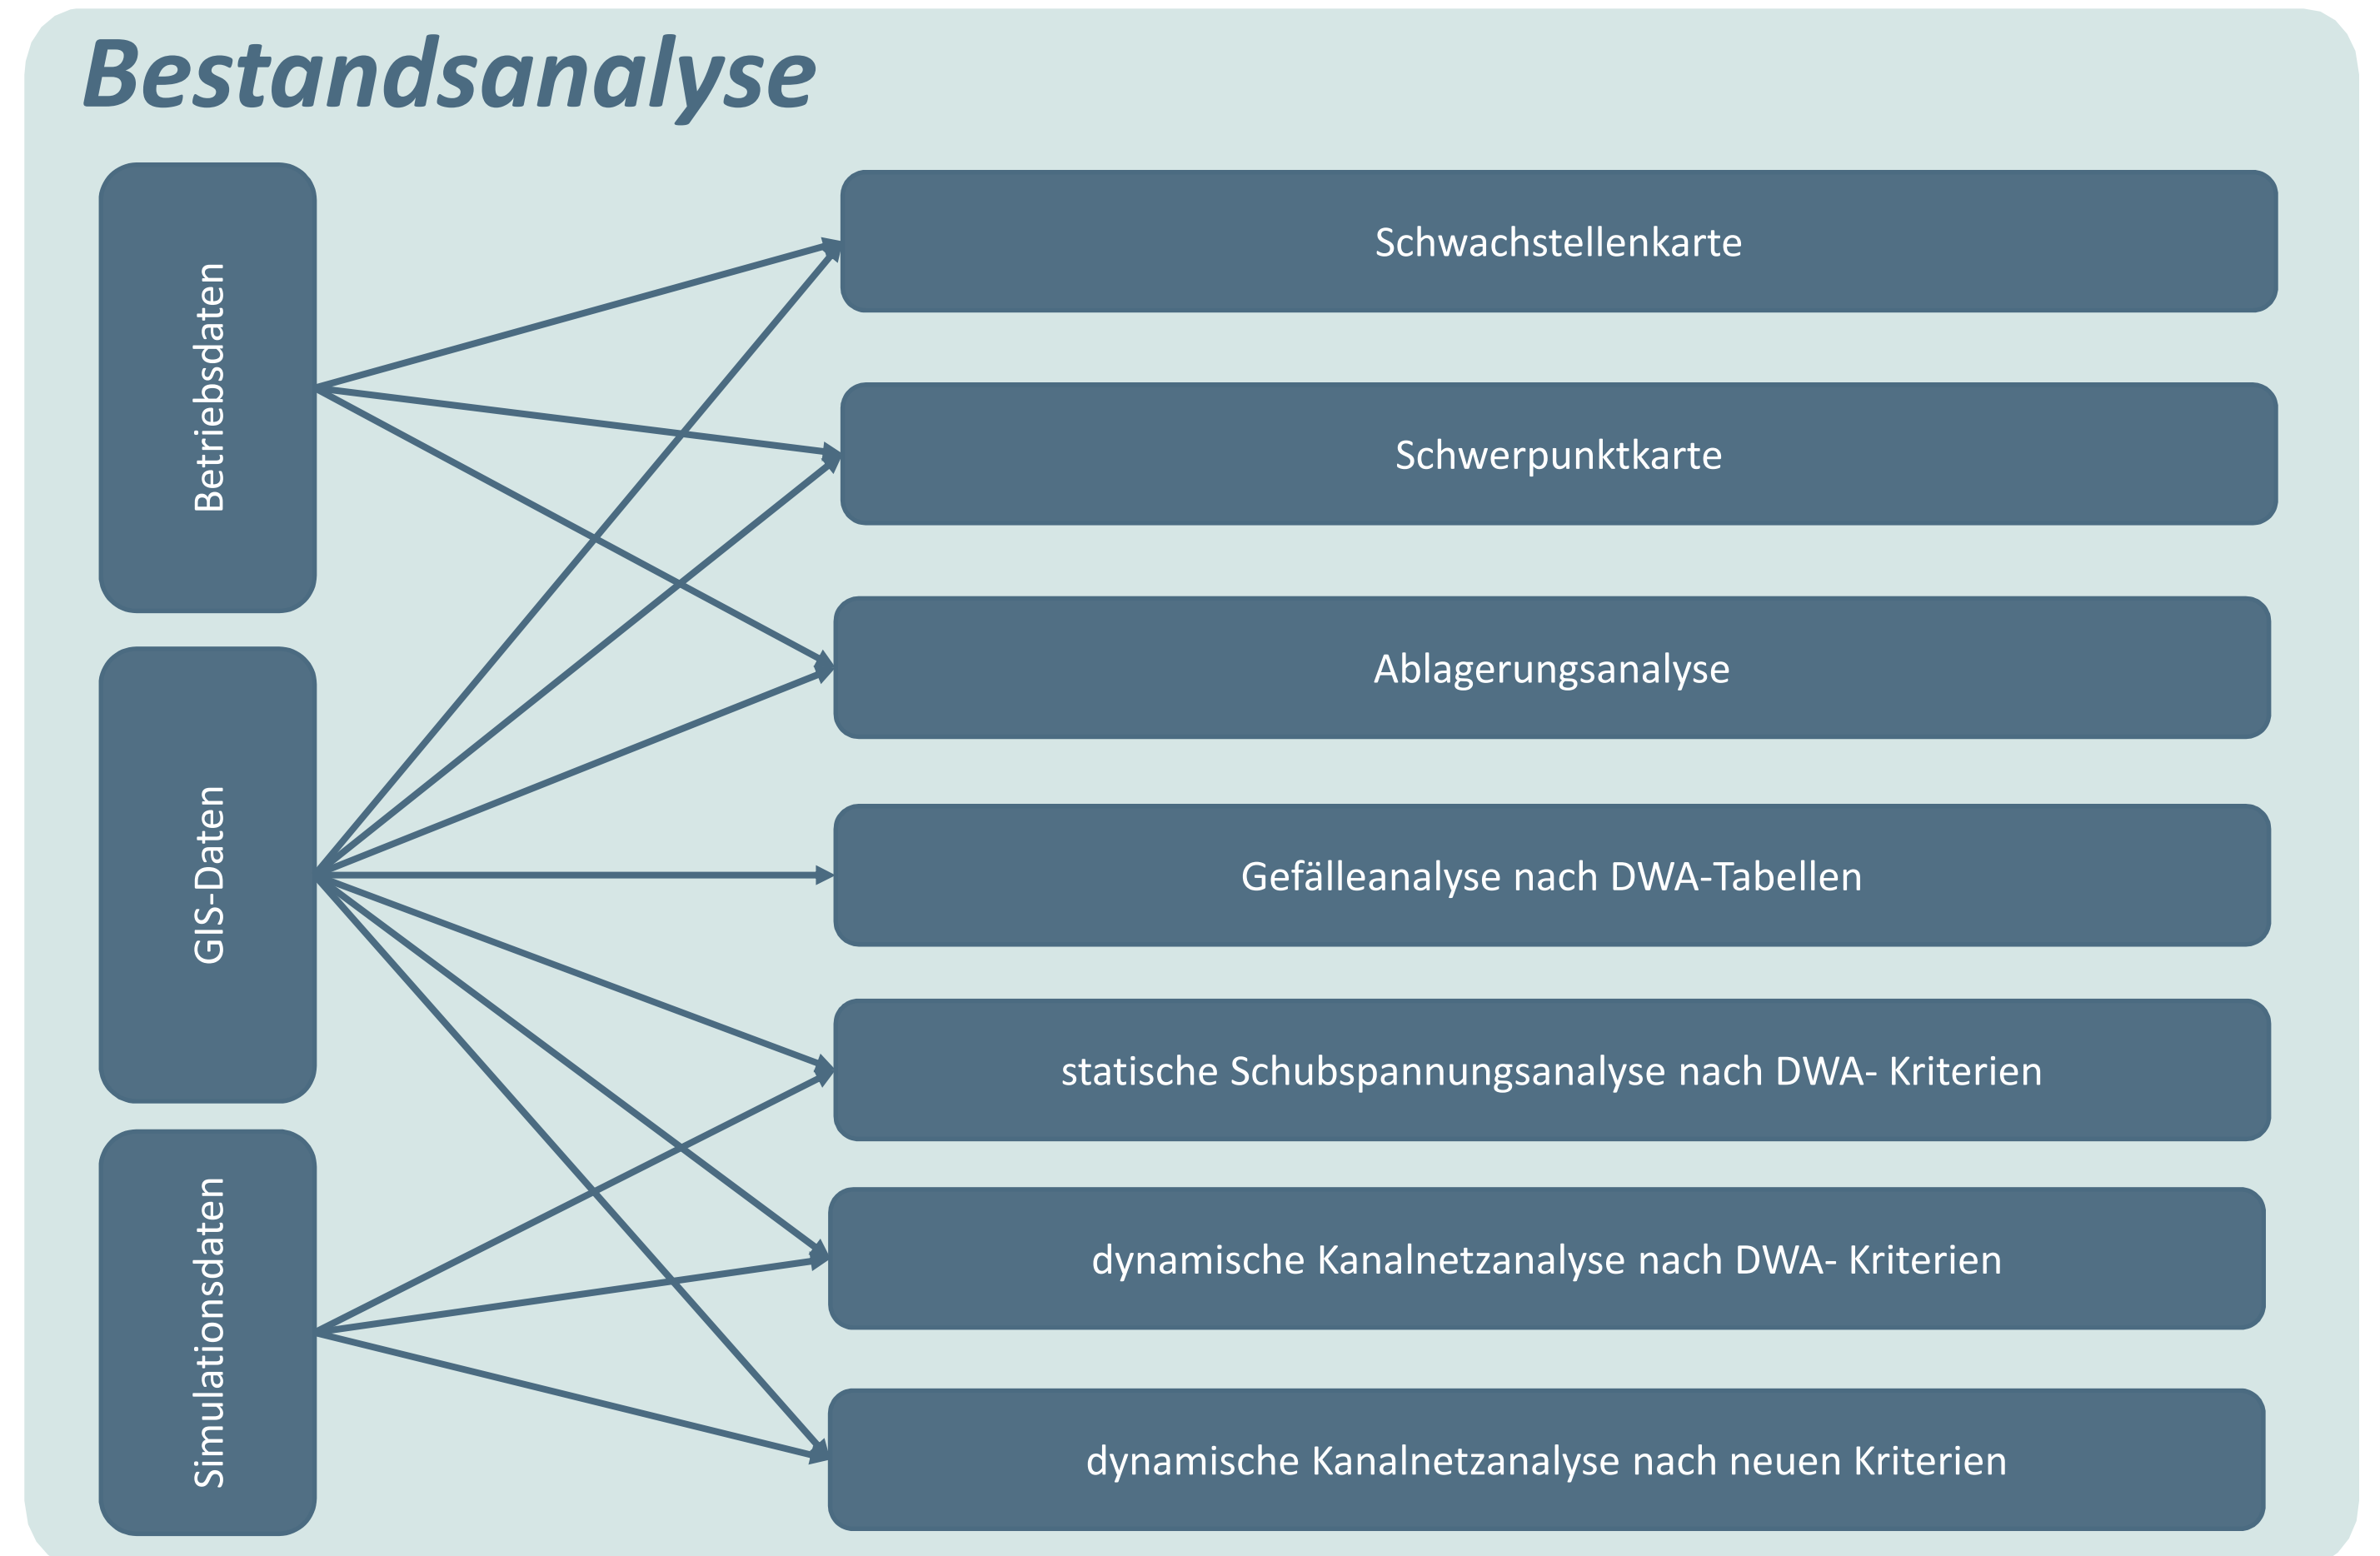 Bestandsanalyse
Betriebsdaten
GIS-Daten
Simulationsdaten
Schwachstellenkarte
Schwerpunktkarte
Ablagerungsanalyse
Gefälleanalyse nach DWA-Tabellen
statische Schubspannungsanalyse nach DWA- Kriterien
dynamische Kanalnetzanalyse nach DWA- Kriterien
dynamische Kanalnetzanalyse nach neuen Kriterien